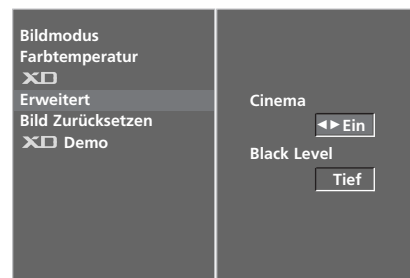 Bildmodus
Farbtemperatur
XD
Erweitert
Bild Zurücksetzen
XD Demo
Cinema
◄► Ein
Black Level
Tief